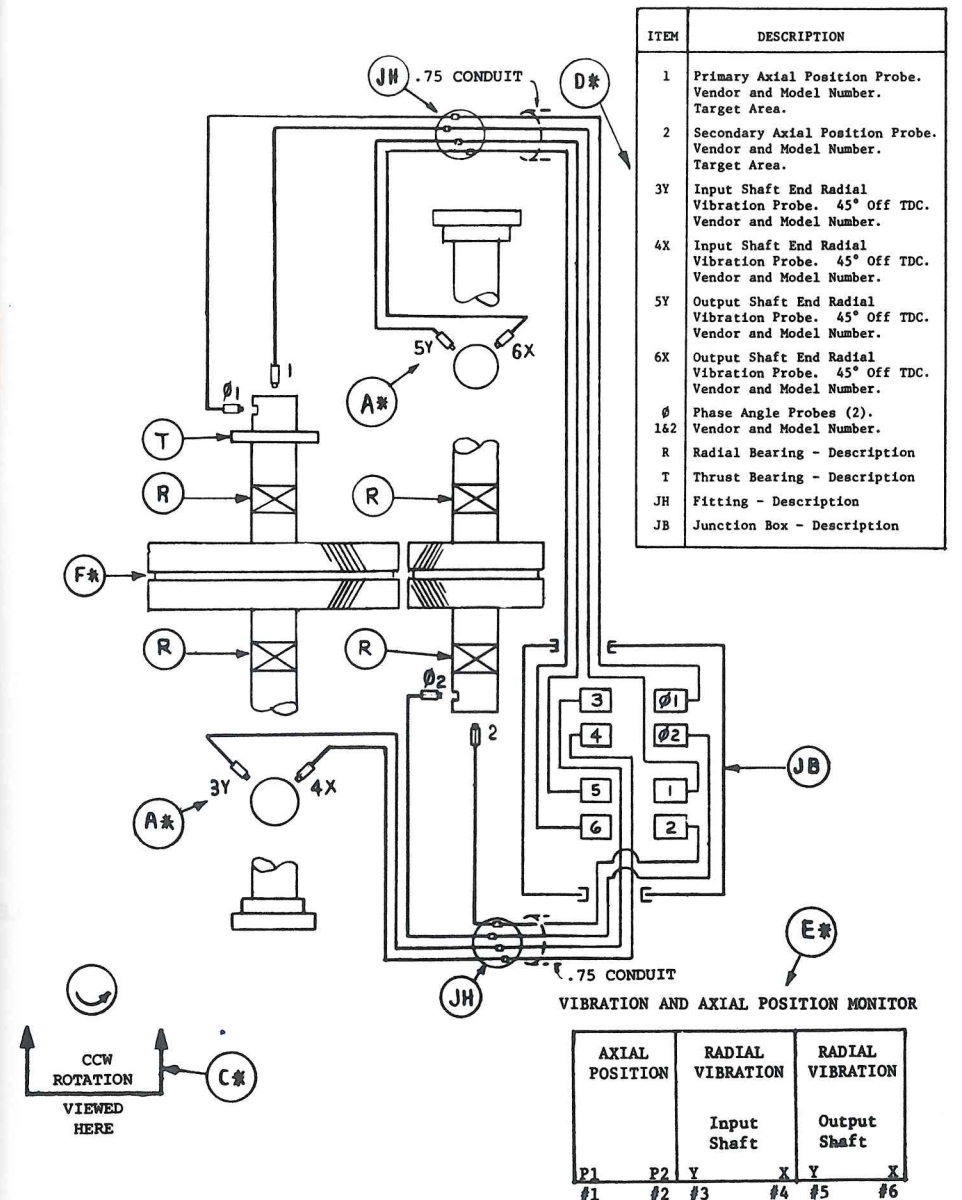 ITEM DESCRIPTION
1 Primary Axial Position Probe.
Vendor and Model Number.
Target Area.
2 Secondary Axial Position Probe.
Vendor and Model Number.
Target Area.
3Y Input Shaft End Radial
Vibration Probe. 45° Off TDC.
Vendor and Model Number.
4X Input Shaft End Radial
Vibration Probe. 45° Off TDC.
Vendor and Model Number.
5Y Output Shaft End Radial
Vibration Probe. 45° Off TDC.
Vendor and Model Number.
6X Output Shaft End Radial
Vibration Probe. 45° Off TDC.
Vendor and Model Number.
Ø Phase Angle Probes (2).
1&2 Vendor and Model Number.
R Radial Bearing - Description
T Thrust Bearing - Description
JH Fitting - Description
JB Junction Box - Description
JH .75 CONDUIT
D*
5Y 6X
A*
1
Ø1
T
R
R
F*
R
R
Ø2
2
3 Ø1
4 Ø2
5 1
6 2
JB
3Y 4X
A*
JH
.75 CONDUIT
E*
VIBRATION AND AXIAL POSITION MONITOR
AXIAL POSITION
RADIAL VIBRATION
Input Shaft
RADIAL VIBRATION
Output Shaft
P1 P2 Y X Y X
#1 #2 #3 #4 #5 #6
CCW
ROTATION
VIEWED
HERE
C*